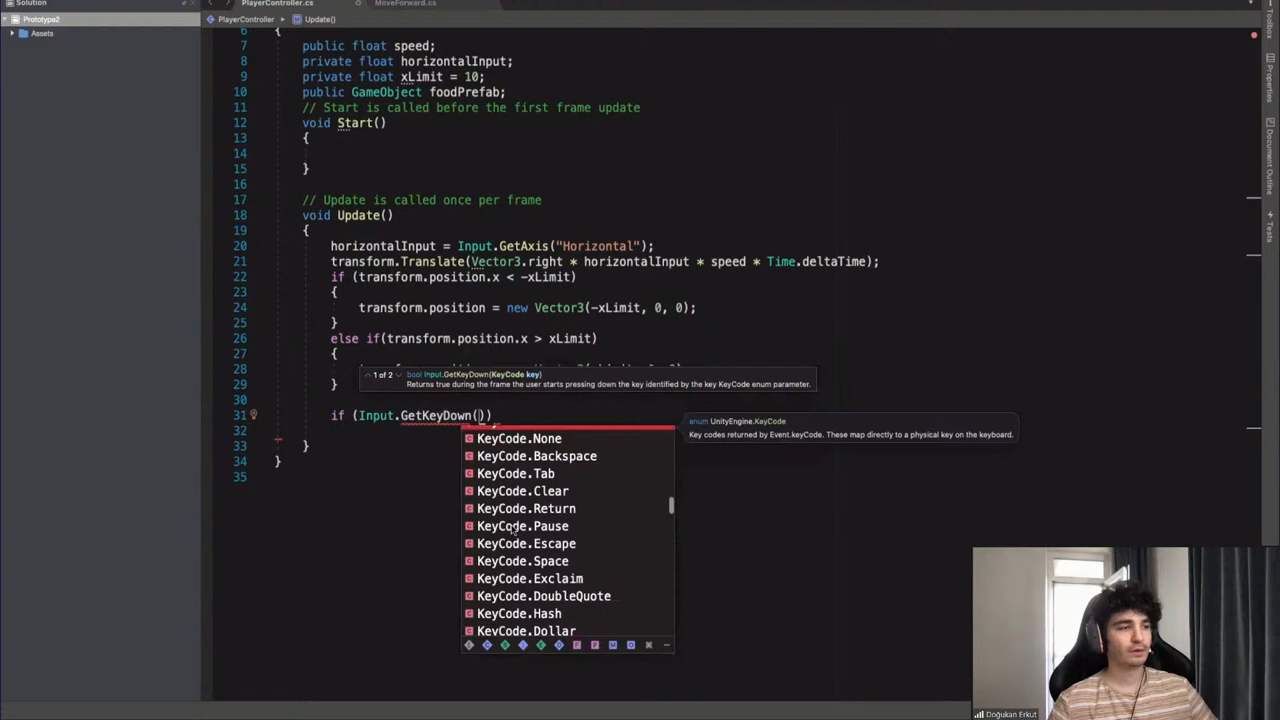 Solution
PlayerController.cs
MoveForward.cs
Prototype2
PlayerController
Update()
Assets
6 {
7 public float speed;
8 private float horizontalInput;
9 private float xLimit = 10;
10 public GameObject foodPrefab;
11 // Start is called before the first frame update
12 void Start()
13 {
14
15 }
16
17 // Update is called once per frame
18 void Update()
19 {
20 horizontalInput = Input.GetAxis("Horizontal");
21 transform.Translate(Vector3.right * horizontalInput * speed * Time.deltaTime);
22 if (transform.position.x < -xLimit)
23 {
24 transform.position = new Vector3(-xLimit, 0, 0);
25 }
26 else if(transform.position.x > xLimit)
27 {
28
29 }
1 of 2 bool Input.GetKeyDown(KeyCode key)
Returns true during the frame the user starts pressing down the key identified by the key KeyCode enum parameter.
30
31 if (Input.GetKeyDown())
32
33 }
34 }
35
enum UnityEngine.KeyCode
Key codes returned by Event.keyCode. These map directly to a physical key on the keyboard.
KeyCode.None
KeyCode.Backspace
KeyCode.Tab
KeyCode.Clear
KeyCode.Return
KeyCode.Pause
KeyCode.Escape
KeyCode.Space
KeyCode.Exclaim
KeyCode.DoubleQuote
KeyCode.Hash
KeyCode.Dollar
Toolbox
Properties
Document Outline
Tests
Doğukan Erkut